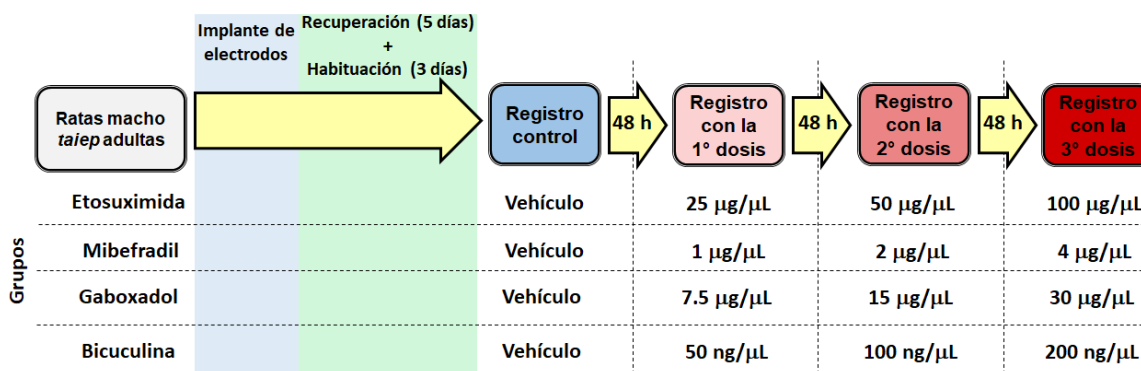 Implante de
electrodos
Recuperación (5 días)
+
Habituación (3 días)
Ratas macho
taiep adultas
Registro
control
48 h
Registro
con la
1° dosis
48 h
Registro
con la
2° dosis
48 h
Registro
con la
3° dosis
Grupos
Etosuximida Vehículo 25 µg/µL 50 µg/µL 100 µg/µL
Mibefradil Vehículo 1 µg/µL 2 µg/µL 4 µg/µL
Gaboxadol Vehículo 7.5 µg/µL 15 µg/µL 30 µg/µL
Bicuculina Vehículo 50 ng/µL 100 ng/µL 200 ng/µL